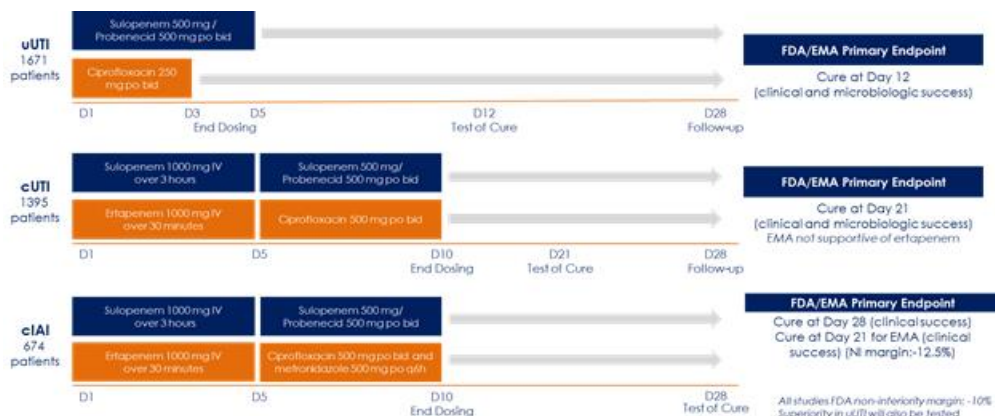 Sulopenem 500 mg /
Probenecid 500 mg po bid
uUTI
1671
patients
Ciprofloxacin 250
mg po bid
D1
D3
D5
D12
D28
End Dosing
Test of Cure
Follow-up
FDA/EMA Primary Endpoint
Cure at Day 12
(clinical and microbiologic success)
Sulopenem 1000 mg IV
over 3 hours
Sulopenem 500 mg/
Probenecid 500 mg po bid
cUTI
1395
patients
Ertapenem 1000 mg IV
over 30 minutes
Ciprofloxacin 500 mg po bid
D1
D5
D10
D21
D28
End Dosing
Test of Cure
Follow-up
FDA/EMA Primary Endpoint
Cure at Day 21
(clinical and microbiologic success)
EMA not supportive of ertapenem
Sulopenem 1000 mg IV
over 3 hours
Sulopenem 500 mg/
Probenecid 500 mg po bid
cIAI
674
patients
Ertapenem 1000 mg IV
over 30 minutes
Ciprofloxacin 500 mg po bid and
metronidazole 500 mg po
D1
D5
D10
D28
End Dosing
Test of Cure
FDA/EMA Primary Endpoint
Cure at Day 28 (clinical success)
Cure at Day 21 for EMA (clinical
success) (NI margin:-12.5%)
All studies FDA non-inferiority margin: -10%
Superiority in uUTI will also be tested